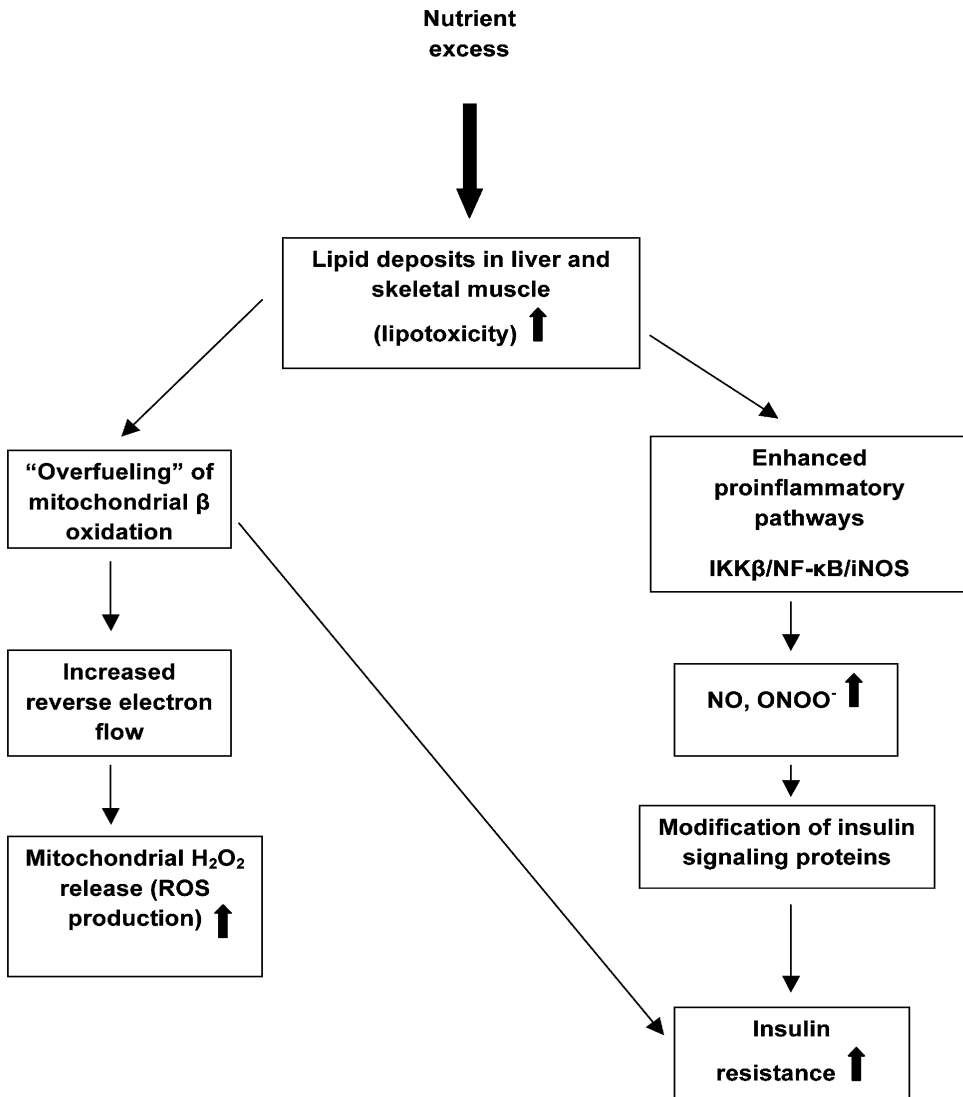 Nutrient
excess
Lipid deposits in liver and
skeletal muscle
(lipotoxicity)
“Overfueling” of
mitochondrial β
oxidation
Increased
reverse electron
flow
Mitochondrial H₂O₂
release (ROS
production)
Enhanced
proinflammatory
pathways
IKKβ/NF-κB/iNOS
NO, ONOO⁻
Modification of insulin
signaling proteins
Insulin
resistance